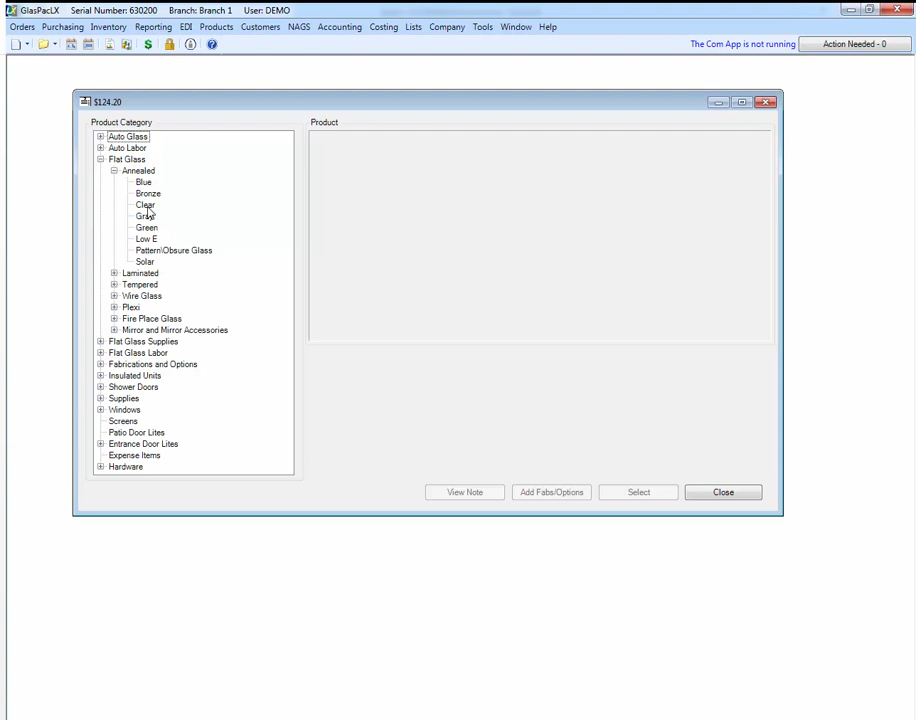 GlasPacLX Serial Number: 630200 Branch: Branch 1 User: DEMO
Orders Purchasing Inventory Reporting EDI Products Customers NAGS Accounting Costing Lists Company Tools Window Help
The Com App is not running Action Needed - 0
$124.20
Product Category Product
Auto Glass
Auto Labor
Flat Glass
Annealed
Blue
Bronze
Clear
Gray
Green
Low E
Pattern\Obsure Glass
Solar
Laminated
Tempered
Wire Glass
Plexi
Fire Place Glass
Mirror and Mirror Accessories
Flat Glass Supplies
Flat Glass Labor
Fabrications and Options
Insulated Units
Shower Doors
Supplies
Windows
Screens
Patio Door Lites
Entrance Door Lites
Expense Items
Hardware
View Note Add Fabs/Options Select Close